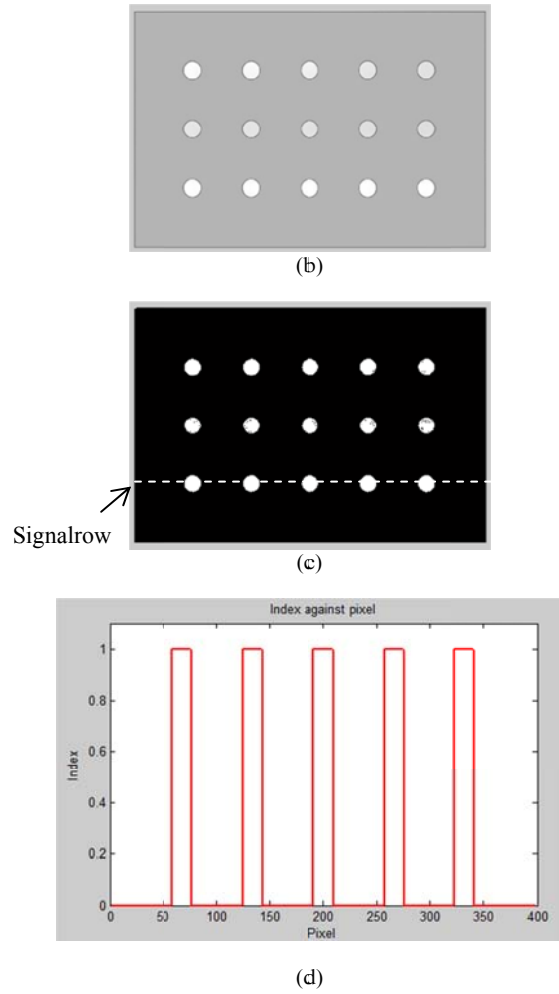 (b)
Signalrow
(c)
Index against pixel
Index
1
0.8
0.6
0.4
0.2
0
0 50 100 150 200 250 300 350 400
Pixel
(d)